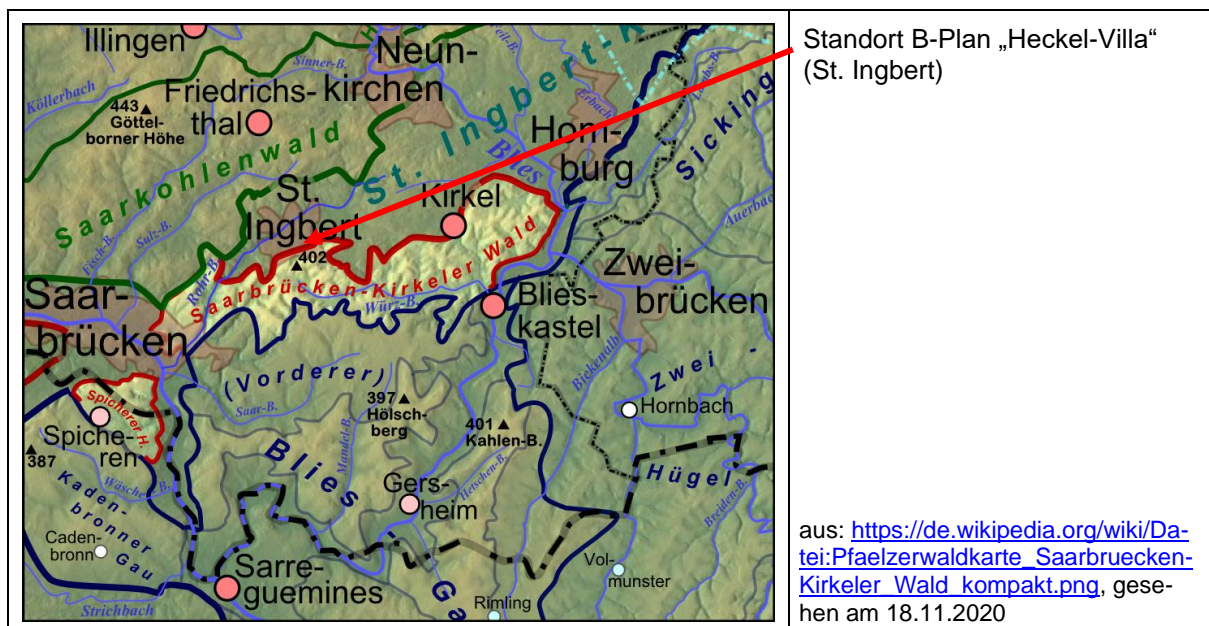 Illingen
Neun-
kirchen
Sinner-B.
Köllerbach
443
Göttel-
borner Höhe
Friedrichs-
thal
Erbach
Hom-
burg
Sicking
Saarkohlenwald
St. Ingbert-K
Blies
St.
Ingbert
Kirkel
Auerbach
Fisch-B.
Sulz-B.
Rohr-B.
402
Saarbrücken-Kirkeler Wald
Würz-B.
Saar-
brücken
Blies-
kastel
Zwei-
brücken
Bickenalb
Zwei-
(Vorderer)
Saar-B.
Mandel-B.
397
Hölsch-
berg
401
Kahlen-B.
Hornbach
Spicherer H.
Spiche-
ren
387
Blies
Hetschen-B.
Hügel
Breiden-B.
Kaden-
bronner
Gau
Caden-
bronn
Gers-
heim
Sarre-
guemines
Ga
Vol-
munster
Rimling
Strichbach
Standort B-Plan „Heckel-Villa“
(St. Ingbert)
aus: https://de.wikipedia.org/wiki/Da-
tei:Pfaelzerwaldkarte_Saarbruecken-
Kirkeler_Wald_kompakt.png, gese-
hen am 18.11.2020